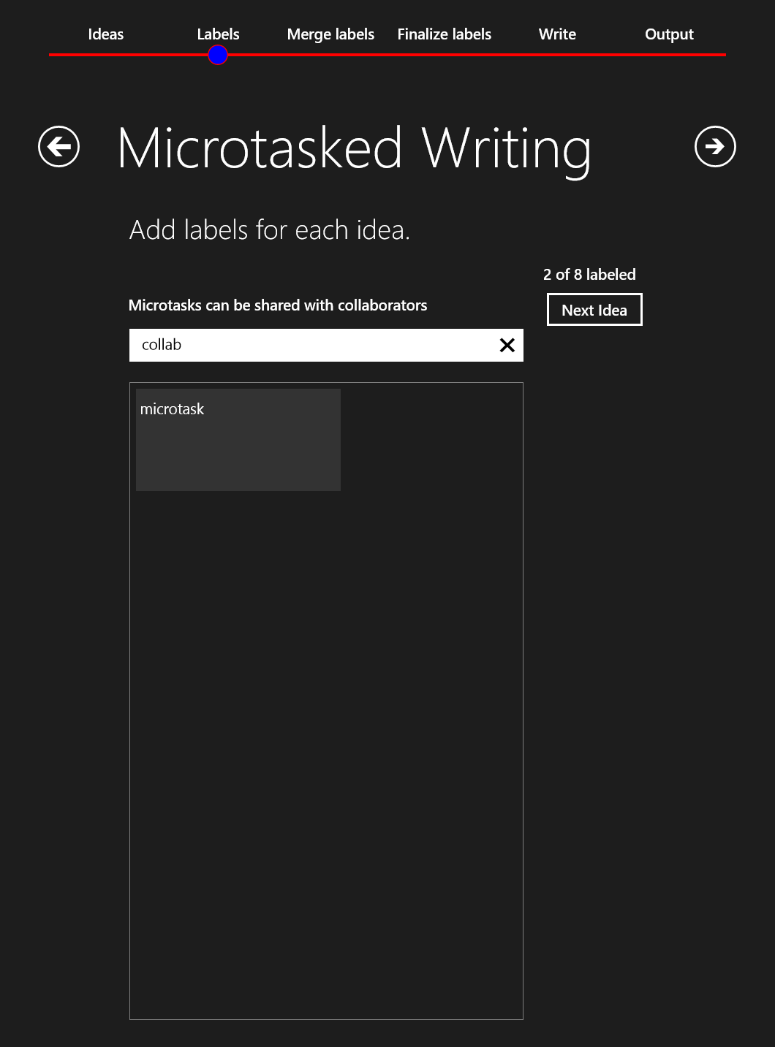 Ideas Labels Merge labels Finalize labels Write Output
Microtasked Writing
Add labels for each idea.
2 of 8 labeled
Microtasks can be shared with collaborators
Next Idea
collab
microtask